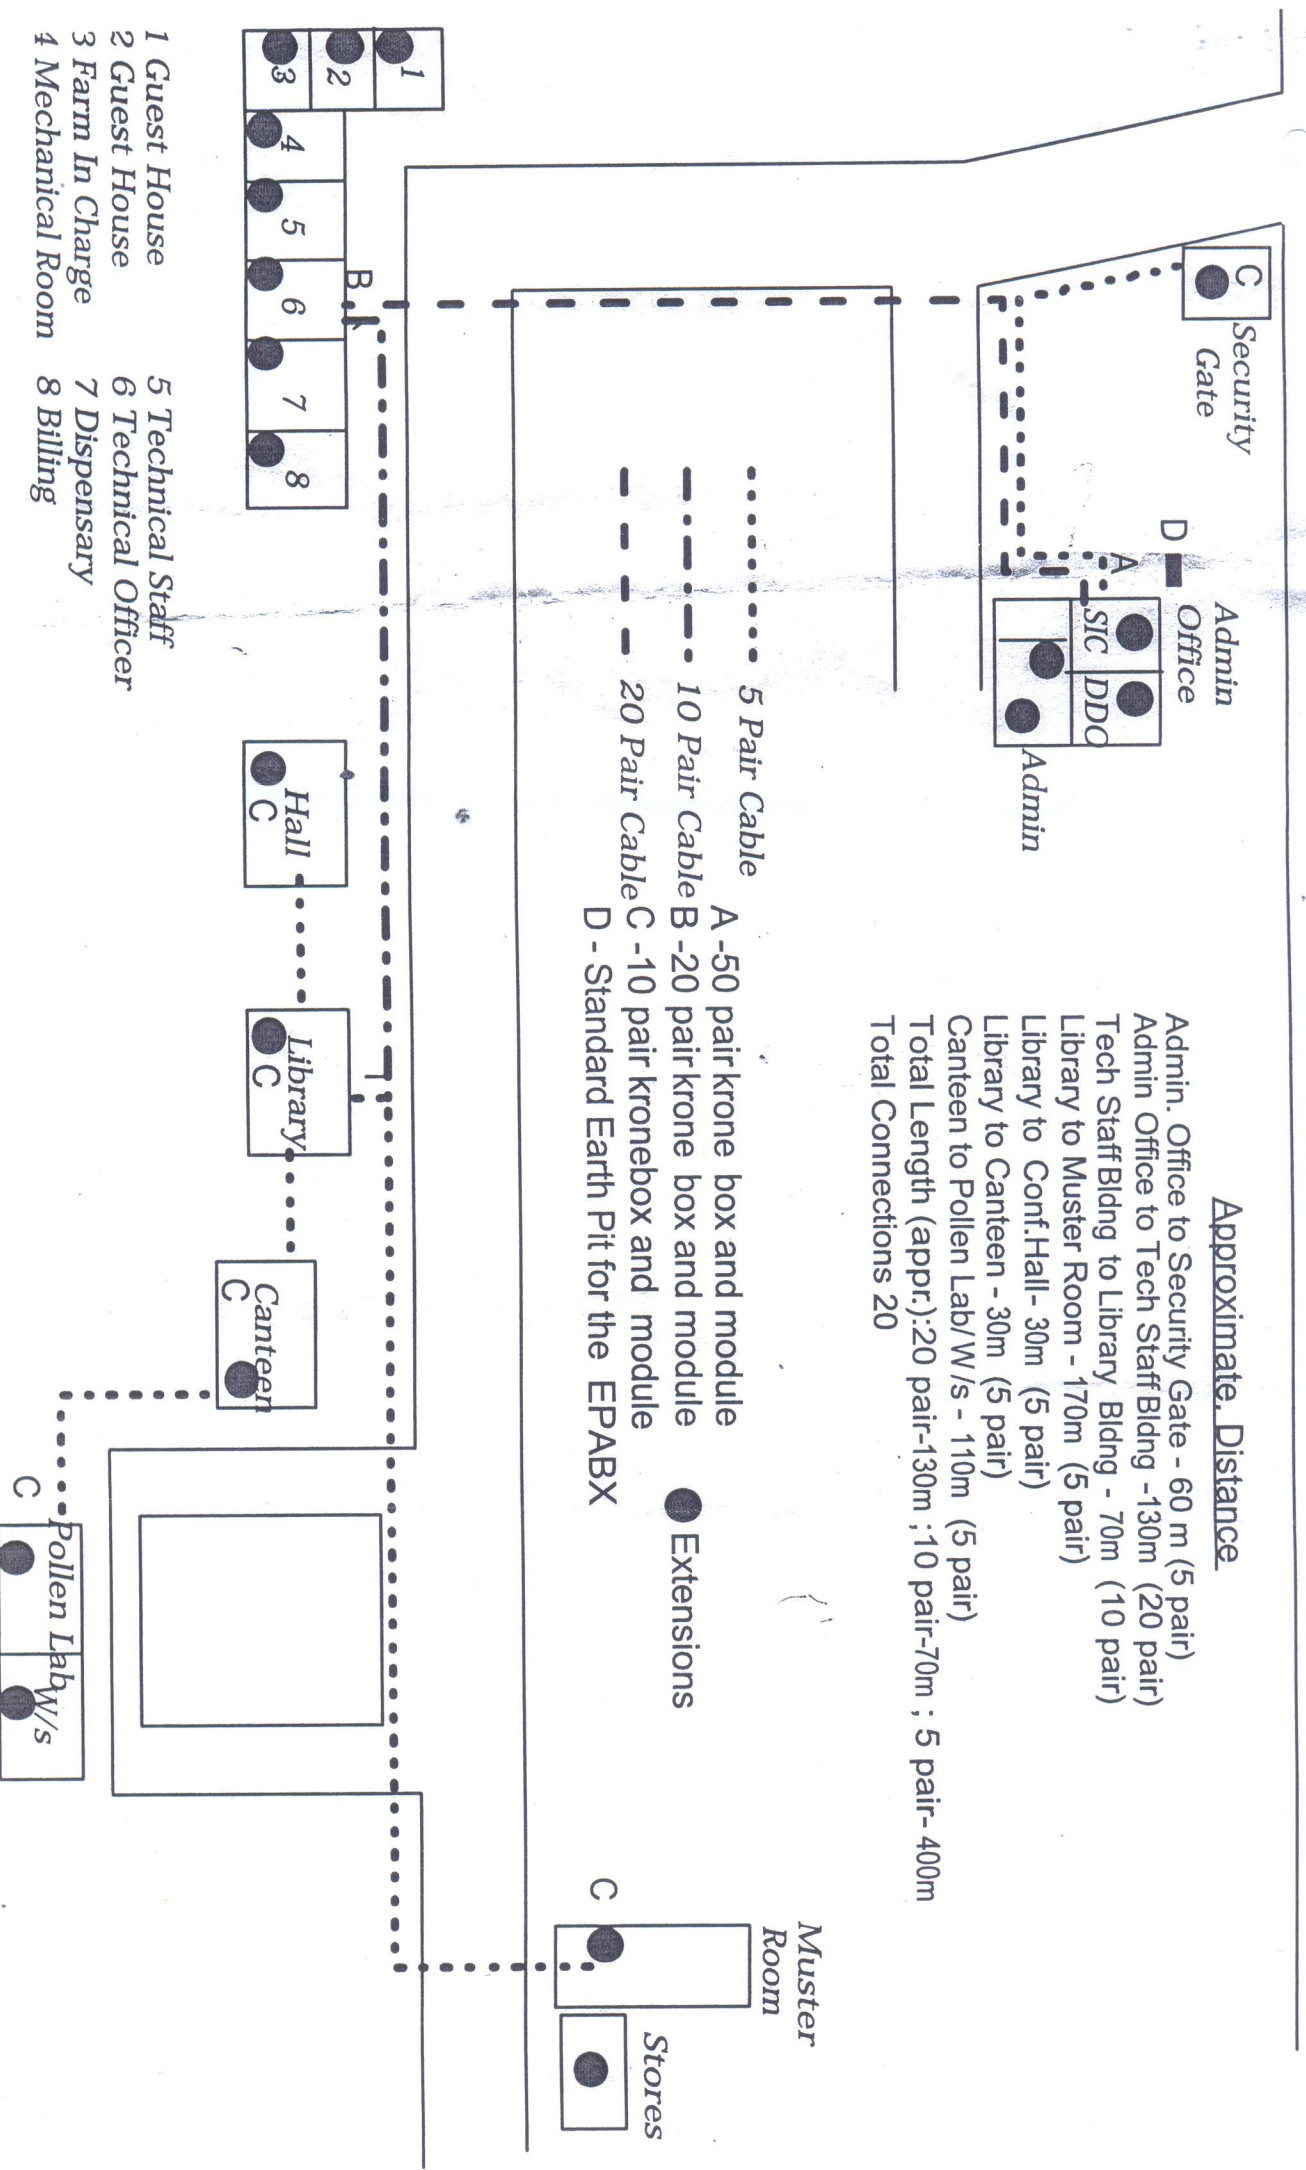 Approximate. Distance
Admin. Office to Security Gate - 60 m (5 pair)
Admin Office to Tech Staff Bldng -130m (20 pair)
Tech Staff Bldng to Library Bldng - 70m (10 pair)
Library to Muster Room - 170m (5 pair)
Library to Conf.Hall- 30m (5 pair)
Library to Canteen - 30m (5 pair)
Canteen to Pollen Lab/W/s - 110m (5 pair)
Total Length (appr.):20 pair-130m ;10 pair-70m ; 5 pair- 400m
Total Connections 20
C
Security
Gate
D
Admin
Office
A
SIC
DDO
Admin
5 Pair Cable
10 Pair Cable
20 Pair Cable
A -50 pair krone box and module
B -20 pair krone box and module
C -10 pair kronebox and module
D - Standard Earth Pit for the EPABX
Extensions
Muster
Room
C
Stores
B
1
2
3
4
5
6
7
8
Hall
C
Library
C
Canteen
C
C
Pollen Lab
W/s
1 Guest House
2 Guest House
3 Farm In Charge
4 Mechanical Room
5 Technical Staff
6 Technical Officer
7 Dispensary
8 Billing